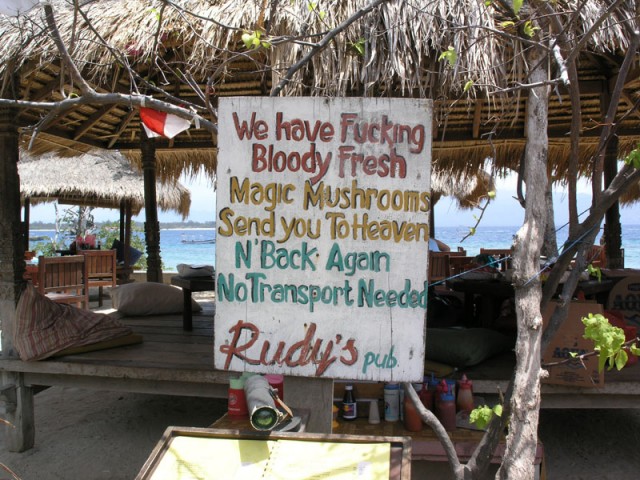 We have Fucking
Bloody Fresh
Magic Mushrooms
Send you To Heaven
N' Back Again
No Transport Needed
Rudy's pub